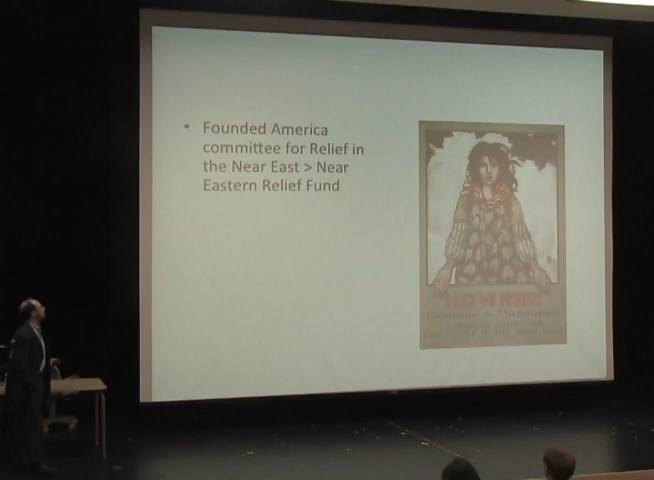 • Founded America
committee for Relief in
the Near East > Near
Eastern Relief Fund
LEST WE PERISH